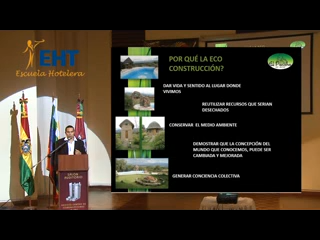 EHT
Escuela Hotelera
POR QUÉ LA ECO
CONSTRUCCIÓN?
DAR VIDA Y SENTIDO AL LUGAR DONDE
VIVIMOS
REUTILIZAR RECURSOS QUE SERIAN
DESECHADOS
CONSERVAR EL MEDIO AMBIENTE
DEMOSTRAR QUE LA CONCEPCIÓN DEL
MUNDO QUE CONOCEMOS, PUEDE SER
CAMBIADA Y MEJORADA
GENERAR CONCIENCIA COLECTIVA